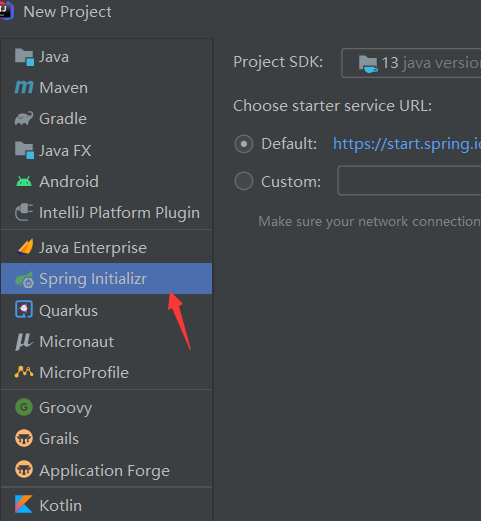 New Project
Java
Maven
Gradle
Java FX
Android
IntelliJ Platform Plugin
Java Enterprise
Spring Initializr
Quarkus
Micronaut
MicroProfile
Groovy
Grails
Application Forge
Kotlin
Project SDK: 13 java version
Choose starter service URL:
Default: https://start.spring.io
Custom:
Make sure your network connection